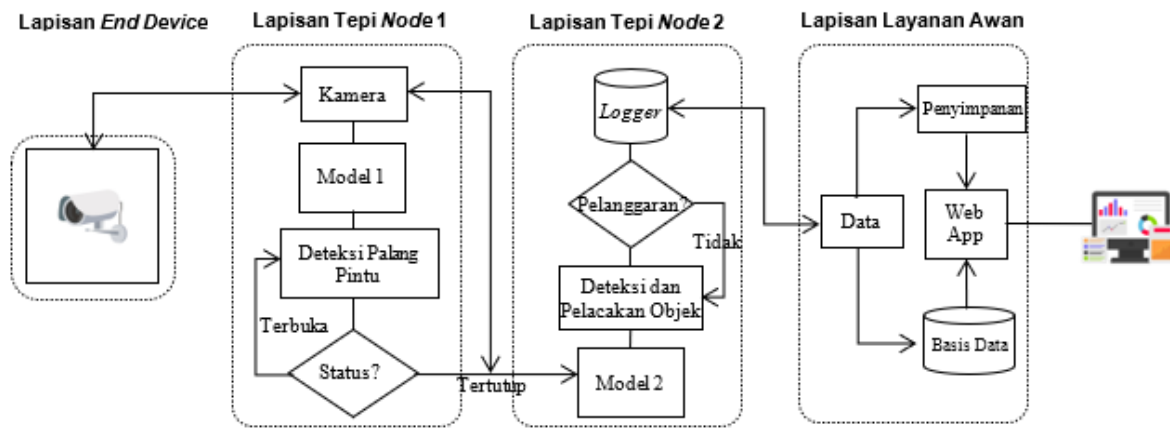 Lapisan End Device
Lapisan Tepi Node 1
Lapisan Tepi Node 2
Lapisan Layanan Awan
Kamera
Model 1
Deteksi Palang
Pintu
Terbuka
Status?
Tertutup
Logger
Pelanggaran?
Tidak
Deteksi dan
Pelacakan Objek
Model 2
Data
Penyimpanan
Web
App
Basis Data